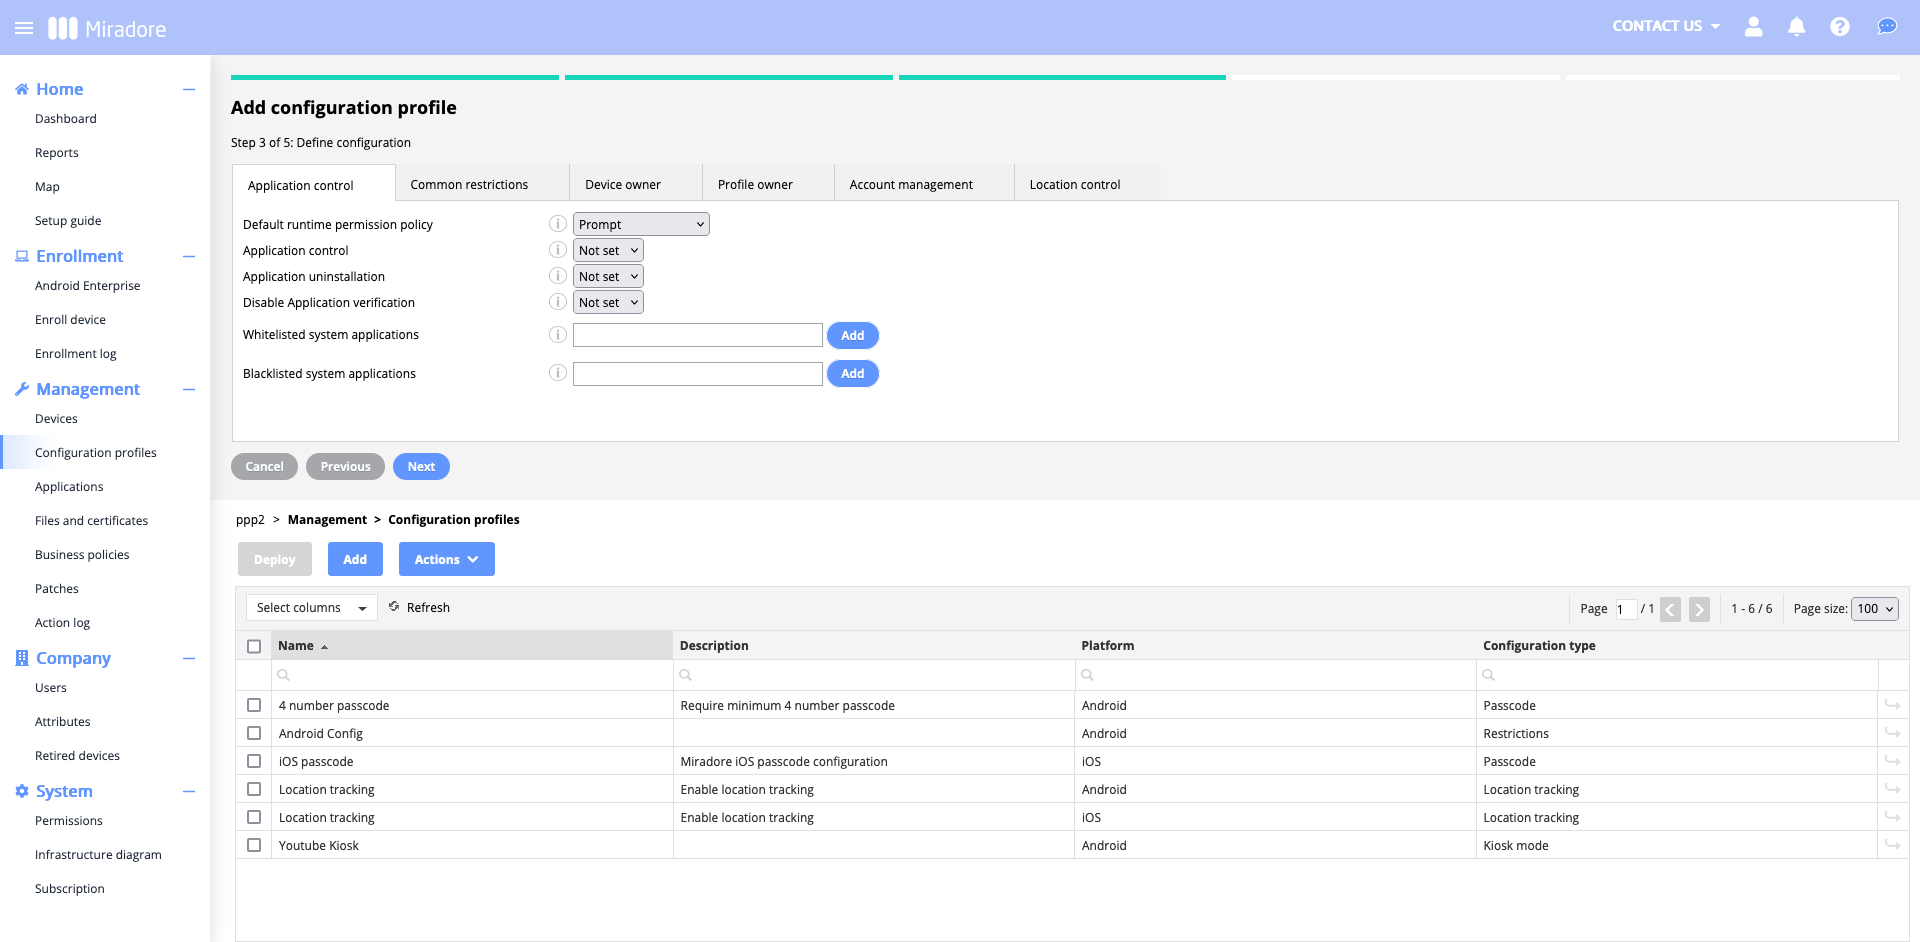 Miradore
CONTACT US
Home
Dashboard
Reports
Map
Setup guide
Enrollment
Android Enterprise
Enroll device
Enrollment log
Management
Devices
Configuration profiles
Applications
Files and certificates
Business policies
Patches
Action log
Company
Users
Attributes
Retired devices
System
Permissions
Infrastructure diagram
Subscription
Add configuration profile
Step 3 of 5: Define configuration
Application control Common restrictions Device owner Profile owner Account management Location control
Default runtime permission policy Prompt
Application control Not set
Application uninstallation Not set
Disable Application verification Not set
Whitelisted system applications Add
Blacklisted system applications Add
Cancel Previous Next
ppp2 > Management > Configuration profiles
Deploy Add Actions
Select columns Refresh Page 1 / 1 1 - 6 / 6 Page size: 100
Name Description Platform Configuration type
4 number passcode Require minimum 4 number passcode Android Passcode
Android Config Android Restrictions
iOS passcode Miradore iOS passcode configuration iOS Passcode
Location tracking Enable location tracking Android Location tracking
Location tracking Enable location tracking iOS Location tracking
Youtube Kiosk Android Kiosk mode